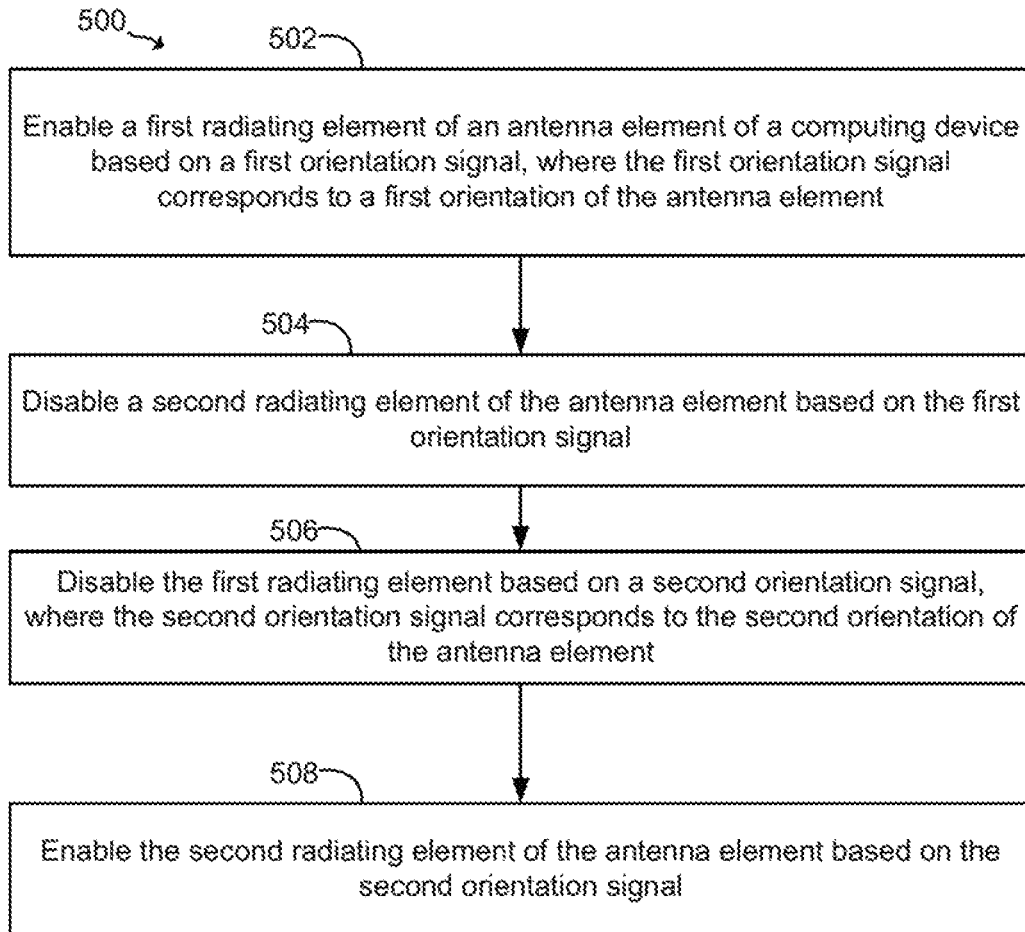 500
502
Enable a first radiating element of an antenna element of a computing device
based on a first orientation signal, where the first orientation signal
corresponds to a first orientation of the antenna element
504
Disable a second radiating element of the antenna element based on the first
orientation signal
506
Disable the first radiating element based on a second orientation signal,
where the second orientation signal corresponds to the second orientation of
the antenna element
508
Enable the second radiating element of the antenna element based on the
second orientation signal